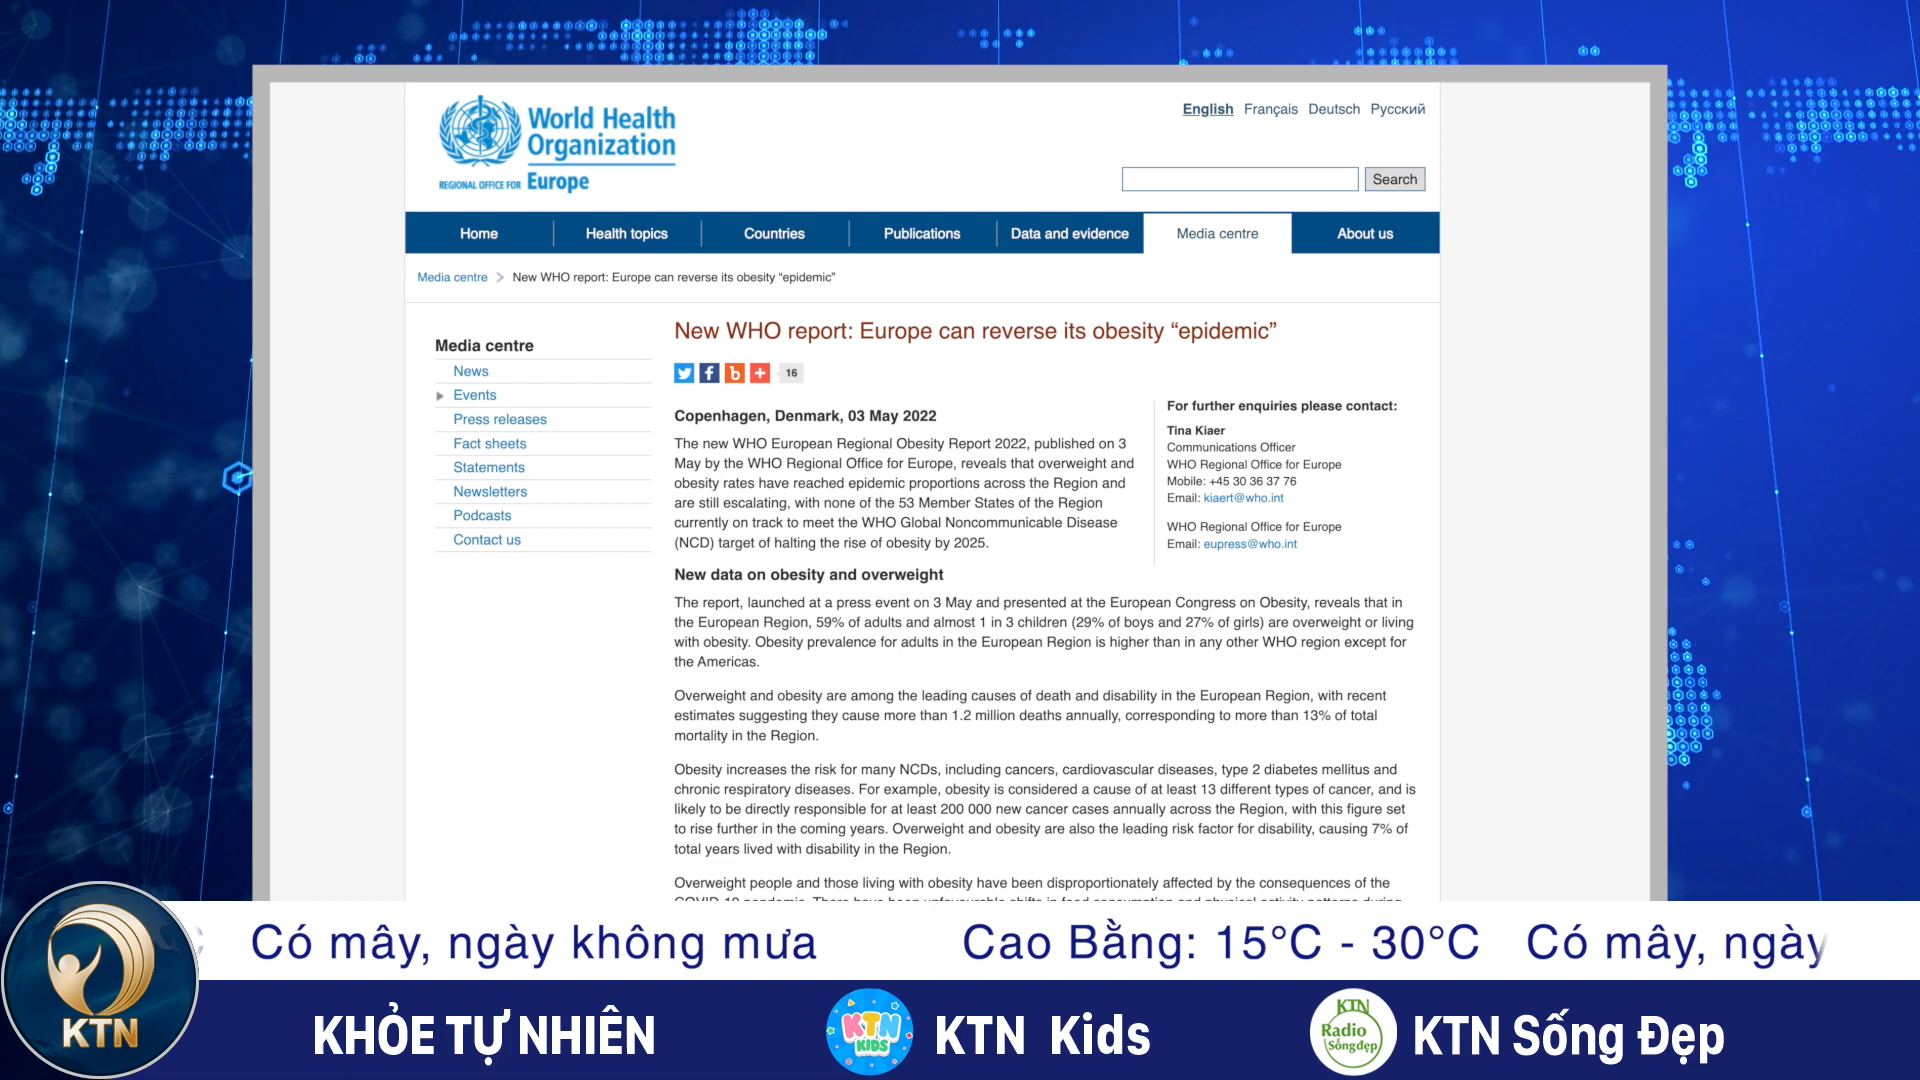 World Health
Organization
REGIONAL OFFICE FOR Europe
English Français Deutsch Русский
Search
Home Health topics Countries Publications Data and evidence Media centre About us
Media centre > New WHO report: Europe can reverse its obesity “epidemic”
Media centre
News
Events
Press releases
Fact sheets
Statements
Newsletters
Podcasts
Contact us
New WHO report: Europe can reverse its obesity “epidemic”
16
Copenhagen, Denmark, 03 May 2022
The new WHO European Regional Obesity Report 2022, published on 3
May by the WHO Regional Office for Europe, reveals that overweight and
obesity rates have reached epidemic proportions across the Region and
are still escalating, with none of the 53 Member States of the Region
currently on track to meet the WHO Global Noncommunicable Disease
(NCD) target of halting the rise of obesity by 2025.
For further enquiries please contact:
Tina Kiaer
Communications Officer
WHO Regional Office for Europe
Mobile: +45 30 36 37 76
Email: kiaert@who.int
WHO Regional Office for Europe
Email: eupress@who.int
New data on obesity and overweight
The report, launched at a press event on 3 May and presented at the European Congress on Obesity, reveals that in
the European Region, 59% of adults and almost 1 in 3 children (29% of boys and 27% of girls) are overweight or living
with obesity. Obesity prevalence for adults in the European Region is higher than in any other WHO region except for
the Americas.
Overweight and obesity are among the leading causes of death and disability in the European Region, with recent
estimates suggesting they cause more than 1.2 million deaths annually, corresponding to more than 13% of total
mortality in the Region.
Obesity increases the risk for many NCDs, including cancers, cardiovascular diseases, type 2 diabetes mellitus and
chronic respiratory diseases. For example, obesity is considered a cause of at least 13 different types of cancer, and is
likely to be directly responsible for at least 200 000 new cancer cases annually across the Region, with this figure set
to rise further in the coming years. Overweight and obesity are also the leading risk factor for disability, causing 7% of
total years lived with disability in the Region.
Overweight people and those living with obesity have been disproportionately affected by the consequences of the
Có mây, ngày không mưa Cao Bằng: 15°C - 30°C Có mây, ngày
KTN
KHỎE TỰ NHIÊN
KTN KIDS
KTN Kids
KTN
Radio
Sống đẹp
KTN Sống Đẹp